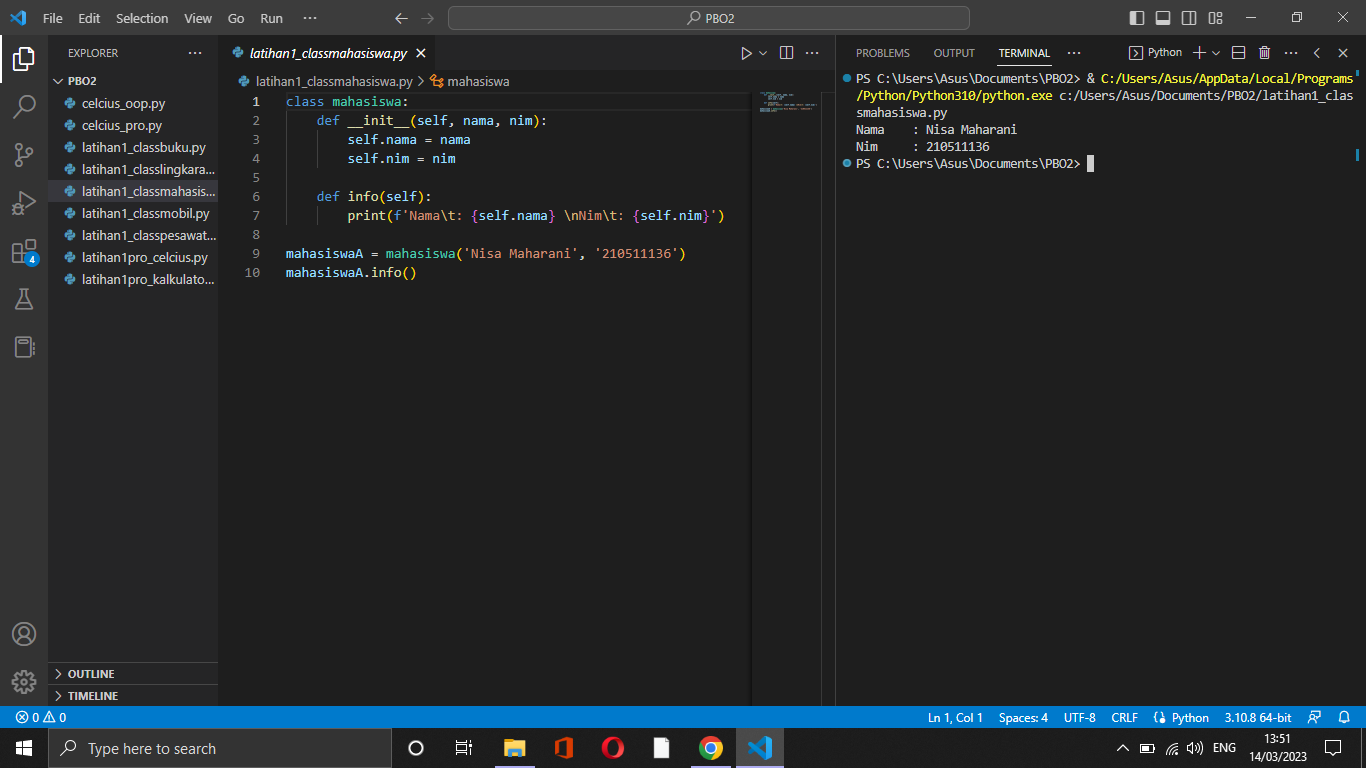 File Edit Selection View Go Run ··· PBO2
EXPLORER ···
PBO2
celcius_oop.py
celcius_pro.py
latihan1_classbuku.py
latihan1_classlingkara...
latihan1_classmahasis...
latihan1_classmobil.py
latihan1_classpesawat...
latihan1pro_celcius.py
latihan1pro_kalkulato...
4
OUTLINE
TIMELINE
latihan1_classmahasiswa.py
latihan1_classmahasiswa.py > mahasiswa
1 class mahasiswa:
2     def __init__(self, nama, nim):
3         self.nama = nama
4         self.nim = nim
5
6     def info(self):
7         print(f'Nama\t: {self.nama} \nNim\t: {self.nim}')
8
9 mahasiswaA = mahasiswa('Nisa Maharani', '210511136')
10 mahasiswaA.info()
PROBLEMS OUTPUT TERMINAL ··· Python
PS C:\Users\Asus\Documents\PBO2> & C:/Users/Asus/AppData/Local/Programs
/Python/Python310/python.exe c:/Users/Asus/Documents/PBO2/latihan1_clas
smahasiswa.py
Nama    : Nisa Maharani
Nim     : 210511136
PS C:\Users\Asus\Documents\PBO2>
0 0 Ln 1, Col 1 Spaces: 4 UTF-8 CRLF Python 3.10.8 64-bit
Type here to search
ENG
13:51
14/03/2023